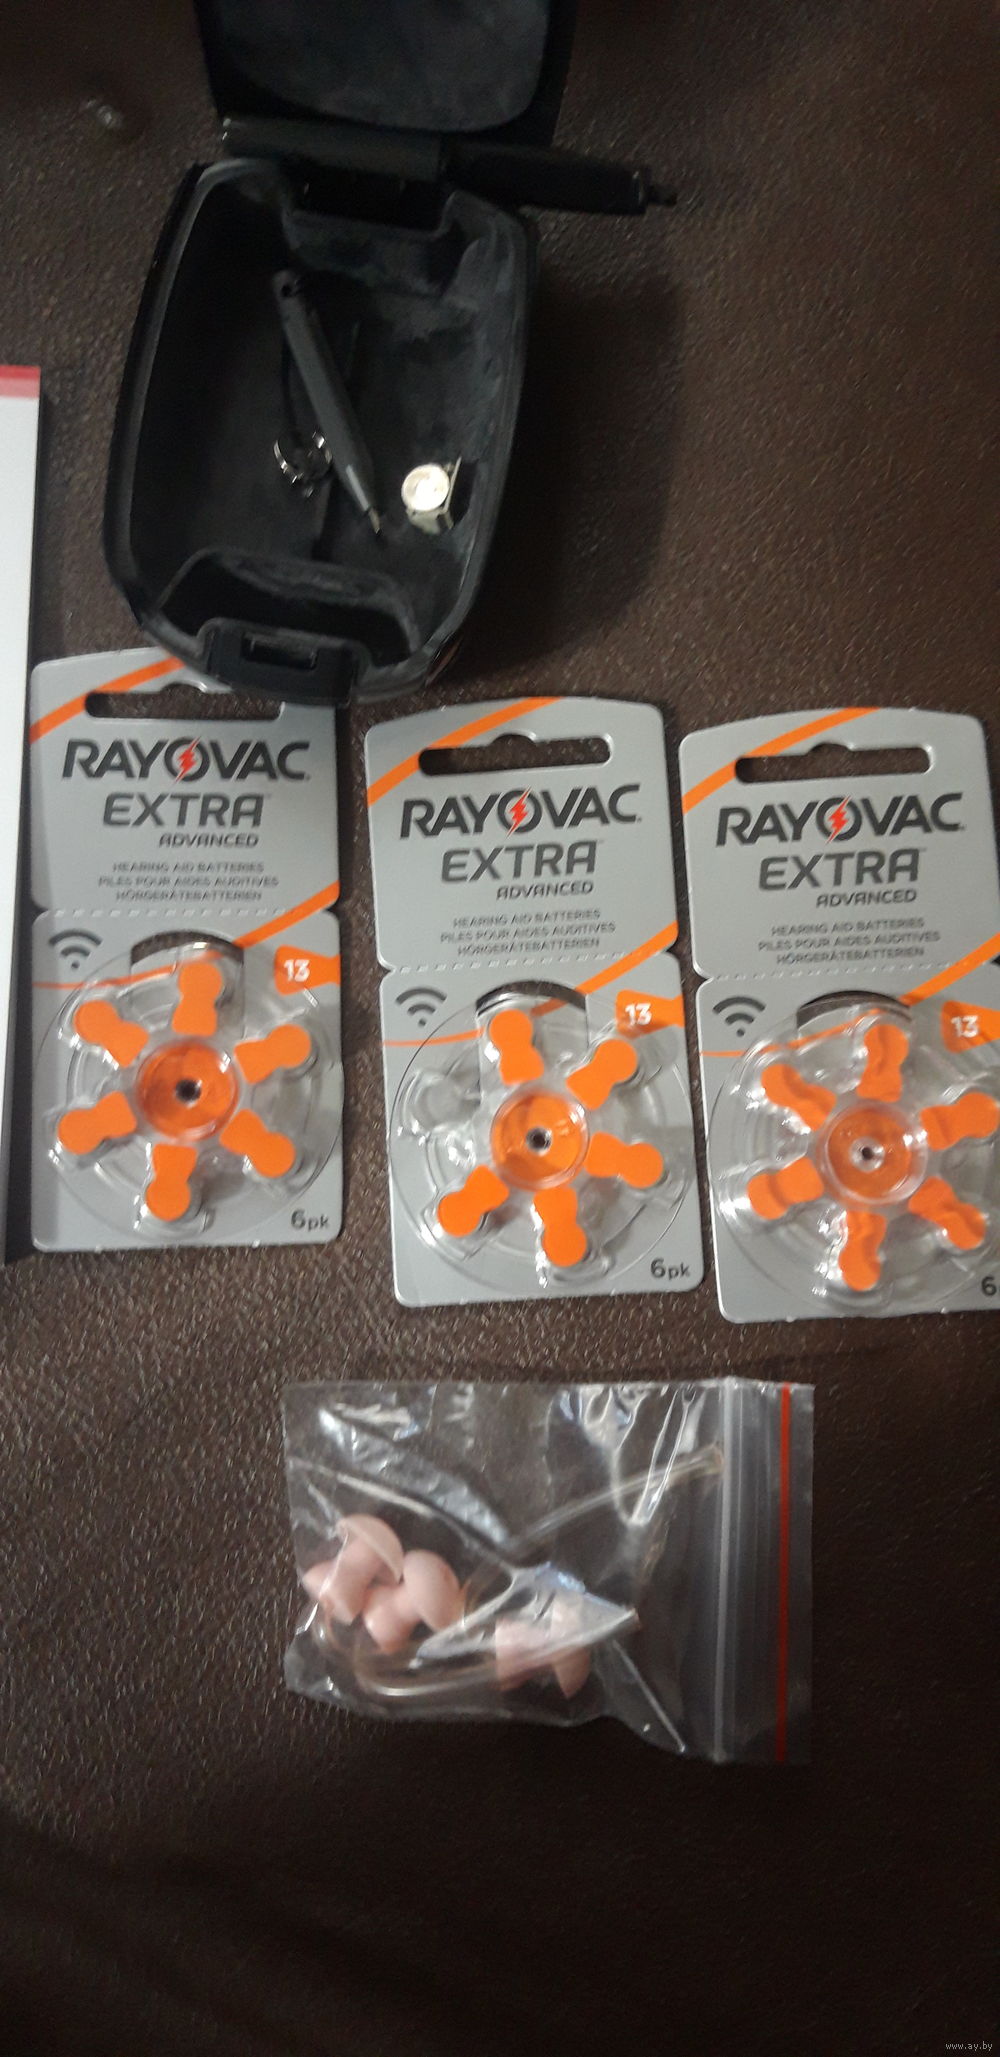 RAYOVAC
EXTRA
ADVANCED
HEARING AID BATTERIES
PILES POUR AIDES AUDITIVES
HÖRGERÄTEBATTERIEN
13
6pk
RAYOVAC
EXTRA
ADVANCED
HEARING AID BATTERIES
PILES POUR AIDES AUDITIVES
HÖRGERÄTEBATTERIEN
13
6pk
RAYOVAC
EXTRA
ADVANCED
HEARING AID BATTERIES
PILES POUR AIDES AUDITIVES
HÖRGERÄTEBATTERIEN
13
6
www.ay.by